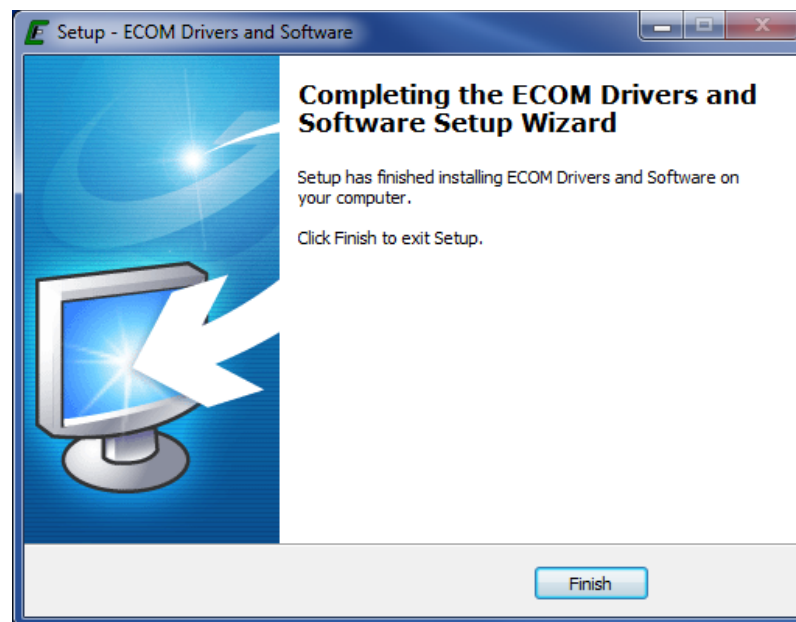 Setup - ECOM Drivers and Software
Completing the ECOM Drivers and
Software Setup Wizard
Setup has finished installing ECOM Drivers and Software on
your computer.
Click Finish to exit Setup.
Finish